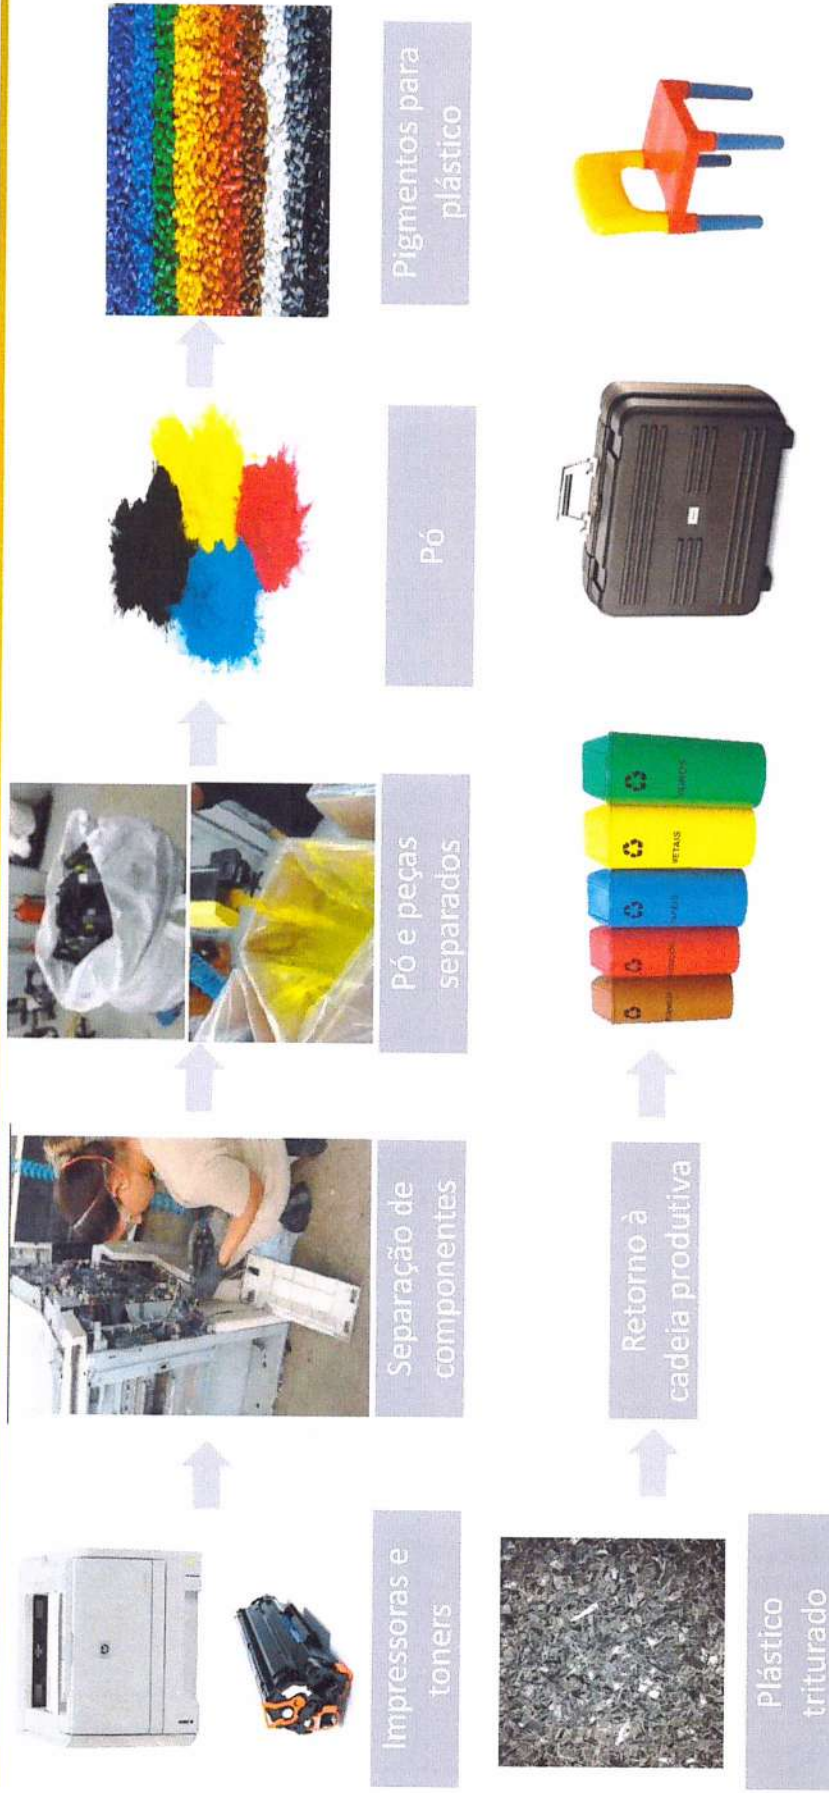 Impressoras e
toners
Separação de
componentes
Pó e peças
separados
Pó
Pigmentos para
plástico
Plástico
triturado
Retorno à
cadeia produtiva
METAIS